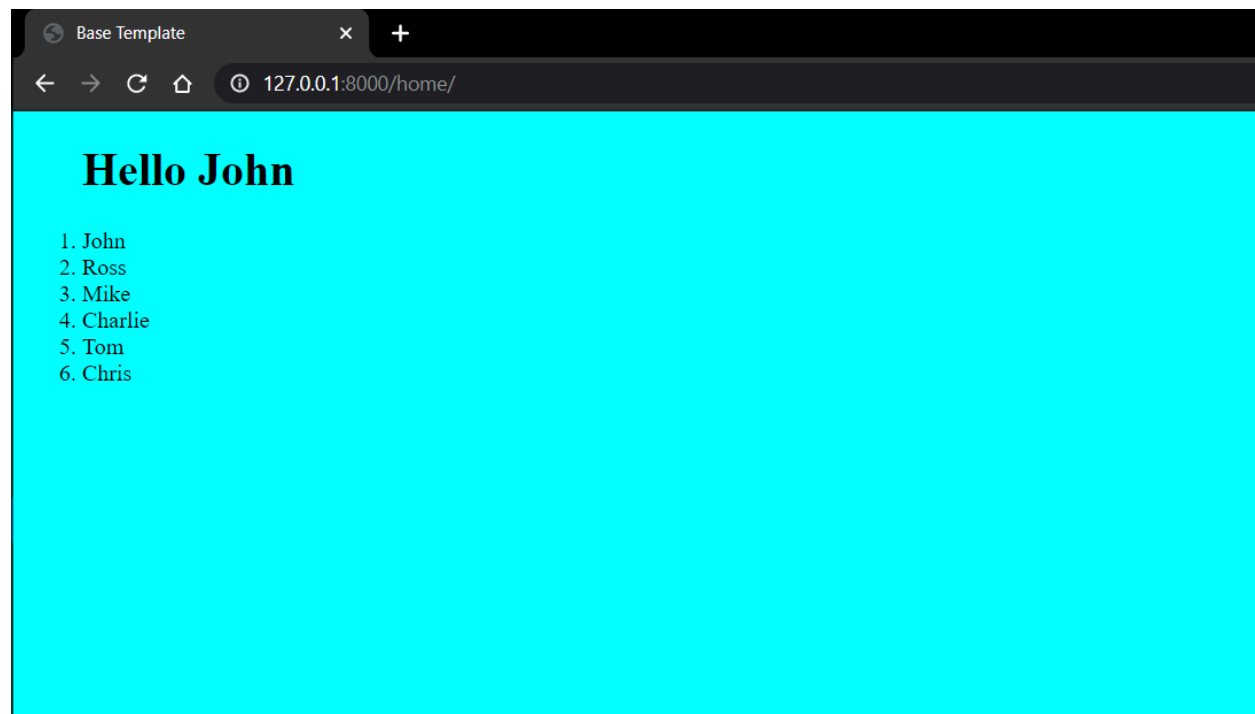 Base Template
127.0.0.1:8000/home/
Hello John
1. John
2. Ross
3. Mike
4. Charlie
5. Tom
6. Chris